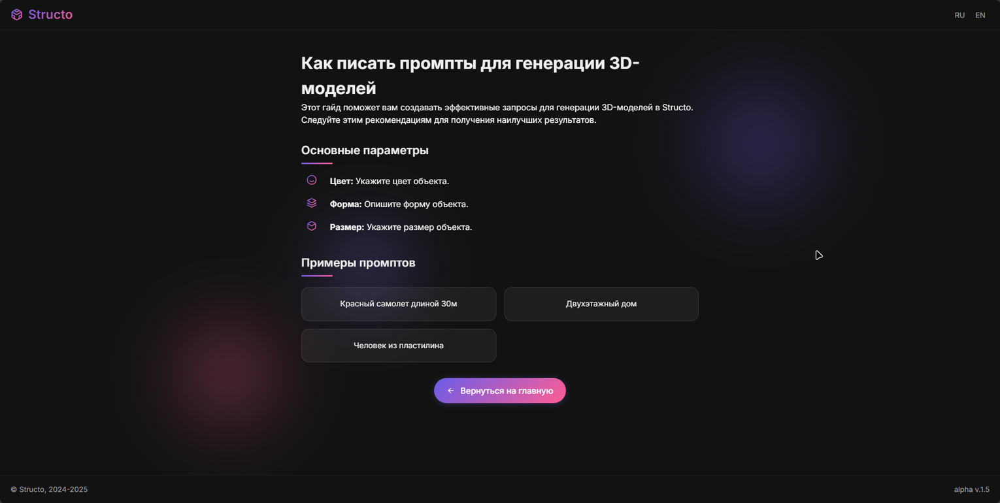 Structo
RU EN
Как писать промпты для генерации 3D-
моделей
Этот гайд поможет вам создавать эффективные запросы для генерации 3D-моделей в Structo.
Следуйте этим рекомендациям для получения наилучших результатов.
Основные параметры
Цвет: Укажите цвет объекта.
Форма: Опишите форму объекта.
Размер: Укажите размер объекта.
Примеры промптов
Красный самолет длиной 30м
Двухэтажный дом
Человек из пластилина
Вернуться на главную
© Structo, 2024-2025
alpha v.1.5